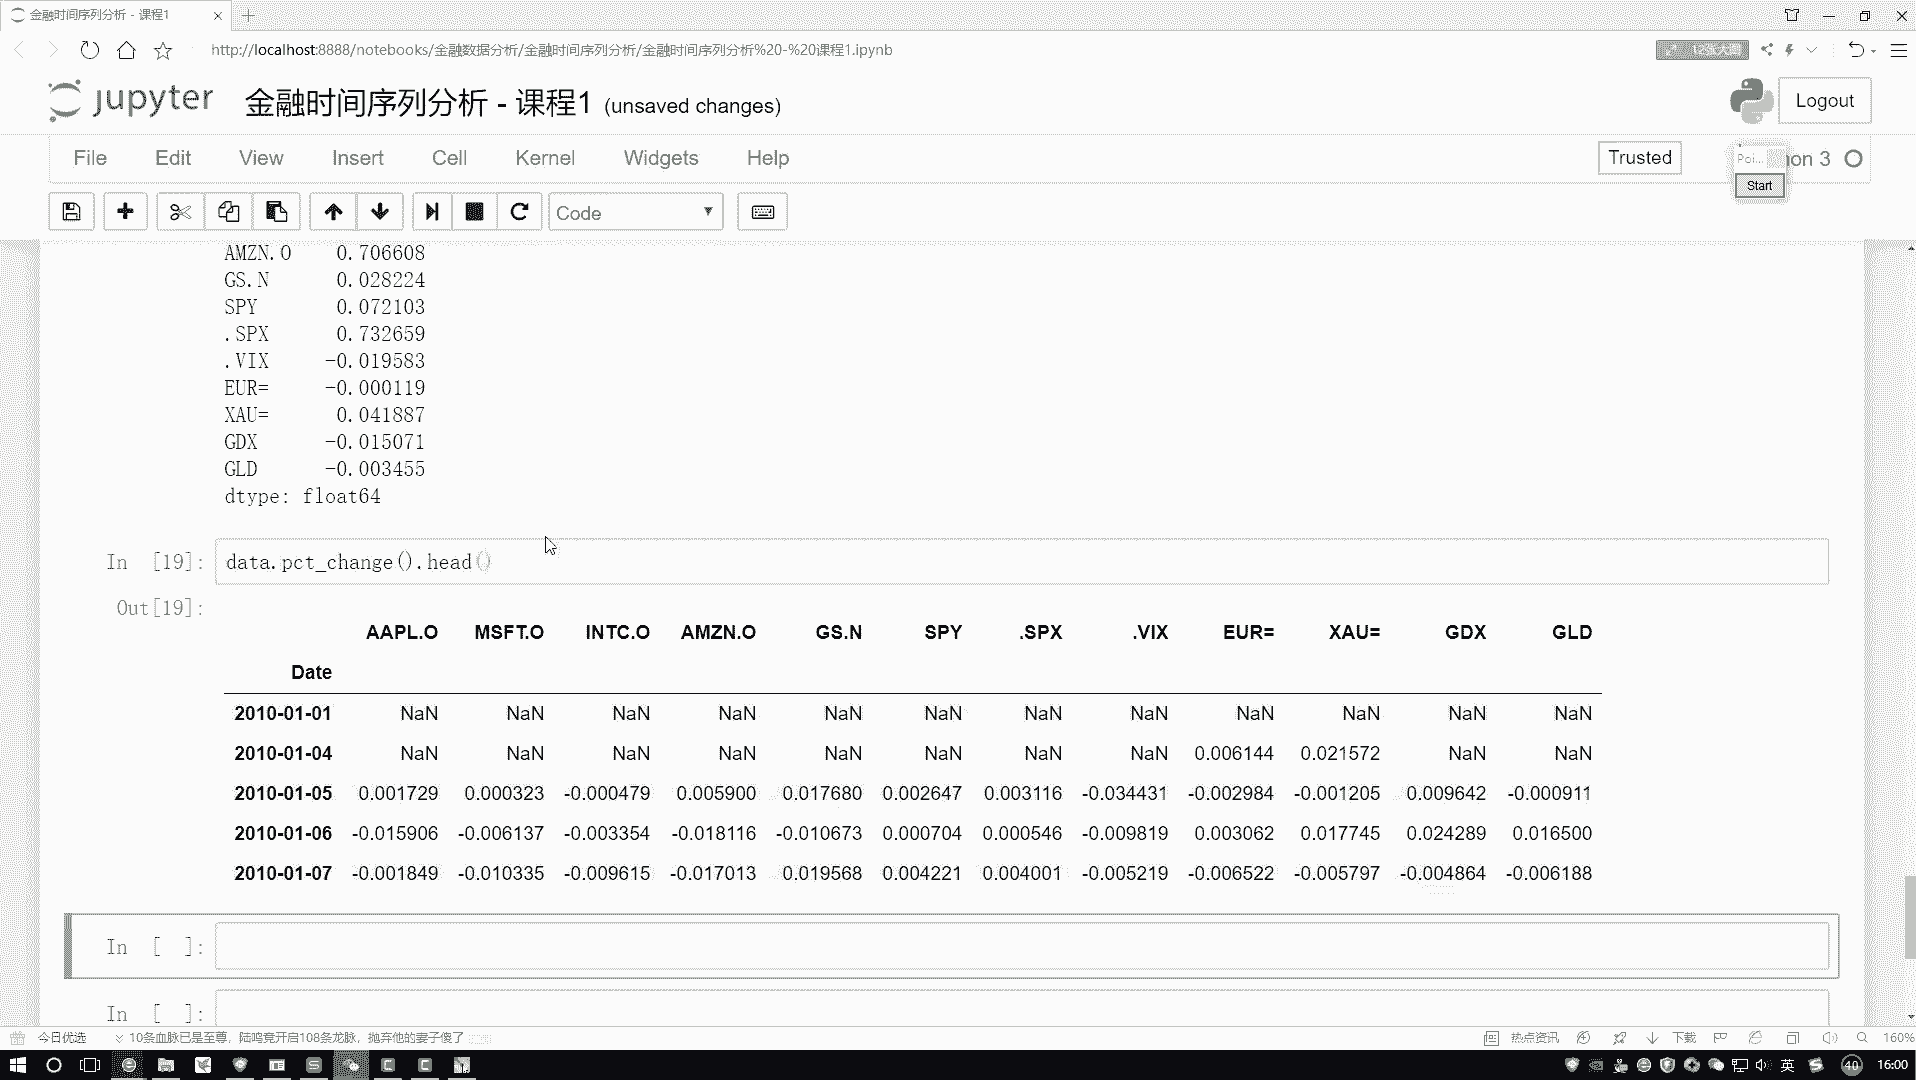 金融时间序列分析 - 课程1
http://localhost:8888/notebooks/金融数据分析/金融时间序列分析/金融时间序列分析%20-%20课程1.ipynb
12张大图
jupyter 金融时间序列分析 - 课程1 (unsaved changes)
Logout
File Edit View Insert Cell Kernel Widgets Help
Trusted
Poi... on 3
Start
Code
AMZN.O 0.706608
GS.N 0.028224
SPY 0.072103
.SPX 0.732659
.VIX -0.019583
EUR= -0.000119
XAU= 0.041887
GDX -0.015071
GLD -0.003455
dtype: float64
In [19]: data.pct_change().head()
Out[19]:
AAPL.O MSFT.O INTC.O AMZN.O GS.N SPY .SPX .VIX EUR= XAU= GDX GLD
Date
2010-01-01 NaN NaN NaN NaN NaN NaN NaN NaN NaN NaN NaN NaN
2010-01-04 NaN NaN NaN NaN NaN NaN NaN NaN 0.006144 0.021572 NaN NaN
2010-01-05 0.001729 0.000323 -0.000479 0.005900 0.017680 0.002647 0.003116 -0.034431 -0.002984 -0.001205 0.009642 -0.000911
2010-01-06 -0.015906 -0.006137 -0.003354 -0.018116 -0.010673 0.000704 0.000546 -0.009819 0.003062 0.017745 0.024289 0.016500
2010-01-07 -0.001849 -0.010335 -0.009615 -0.017013 0.019568 0.004221 0.004001 -0.005219 -0.006522 -0.005797 -0.004864 -0.006188
In [ ]:
In [ ]:
今日优选 10条血脉已是至尊，陆鸣竟开启108条龙脉，抛弃他的妻子傻了
热点资讯 下载 160%
英 40 16:00